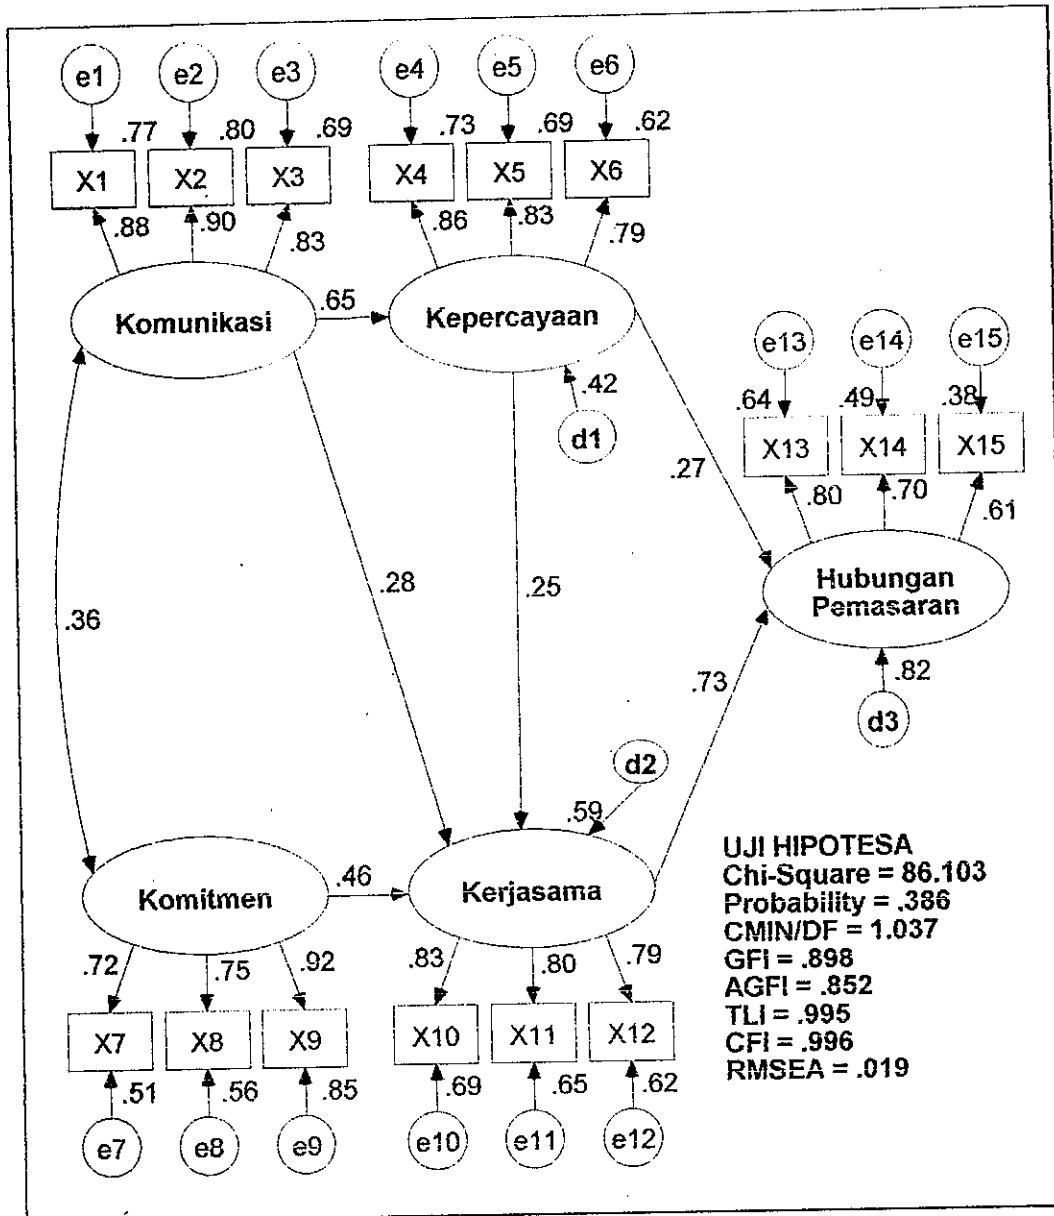 e1 e2 e3 e4 e5 e6
.77 .80 .69 .73 .69 .62
X1 X2 X3 X4 X5 X6
.88 .90 .83 .86 .83 .79
Komunikasi .65 Kepercayaan
e13 e14 e15
.42
d1
.64 .49 .38
X13 X14 X15
.27
.80 .70 .61
.36 .28 .25
Hubungan
Pemasaran
.73 .82
d3
d2
.59
Komitmen .46 Kerjasama
.72 .75 .92 .83 .80 .79
X7 X8 X9 X10 X11 X12
.51 .56 .85 .69 .65 .62
e7 e8 e9 e10 e11 e12
UJI HIPOTESA
Chi-Square = 86.103
Probability = .386
CMIN/DF = 1.037
GFI = .898
AGFI = .852
TLI = .995
CFI = .996
RMSEA = .019